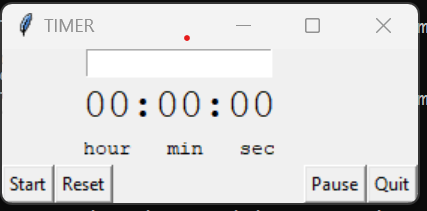 TIMER
00:00:00
hour min sec
Start Reset Pause Quit